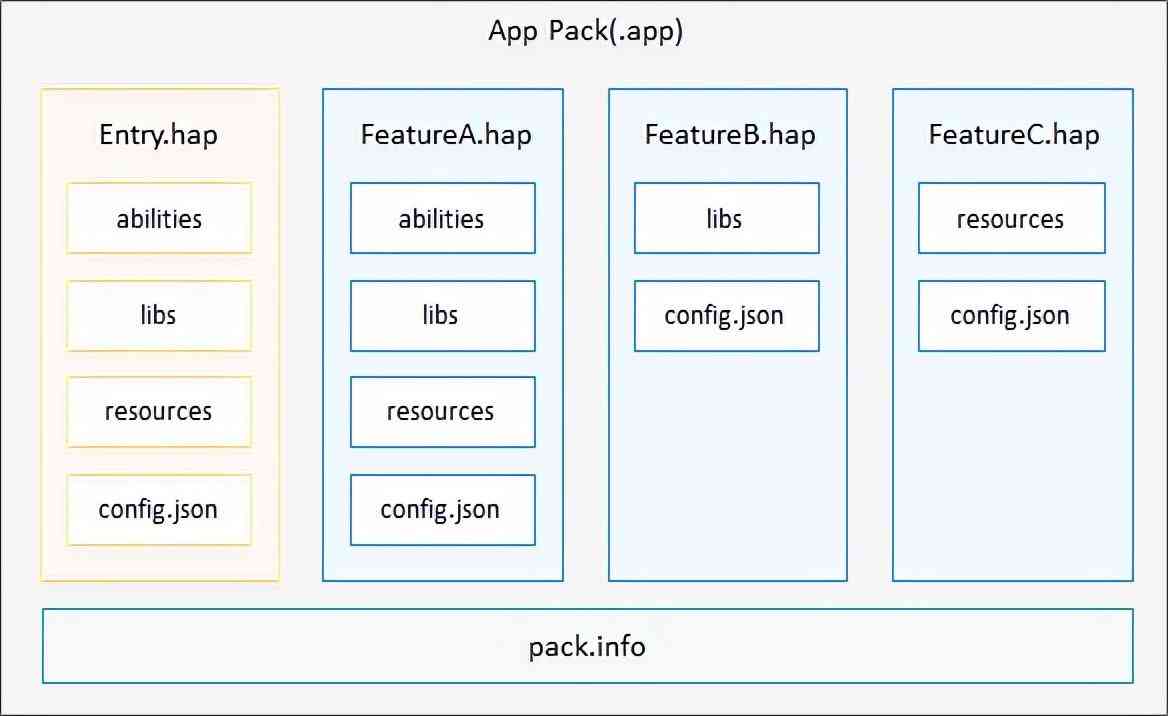 App Pack(.app)
Entry.hap
abilities
libs
resources
config.json
FeatureA.hap
abilities
libs
resources
config.json
FeatureB.hap
libs
config.json
FeatureC.hap
resources
config.json
pack.info